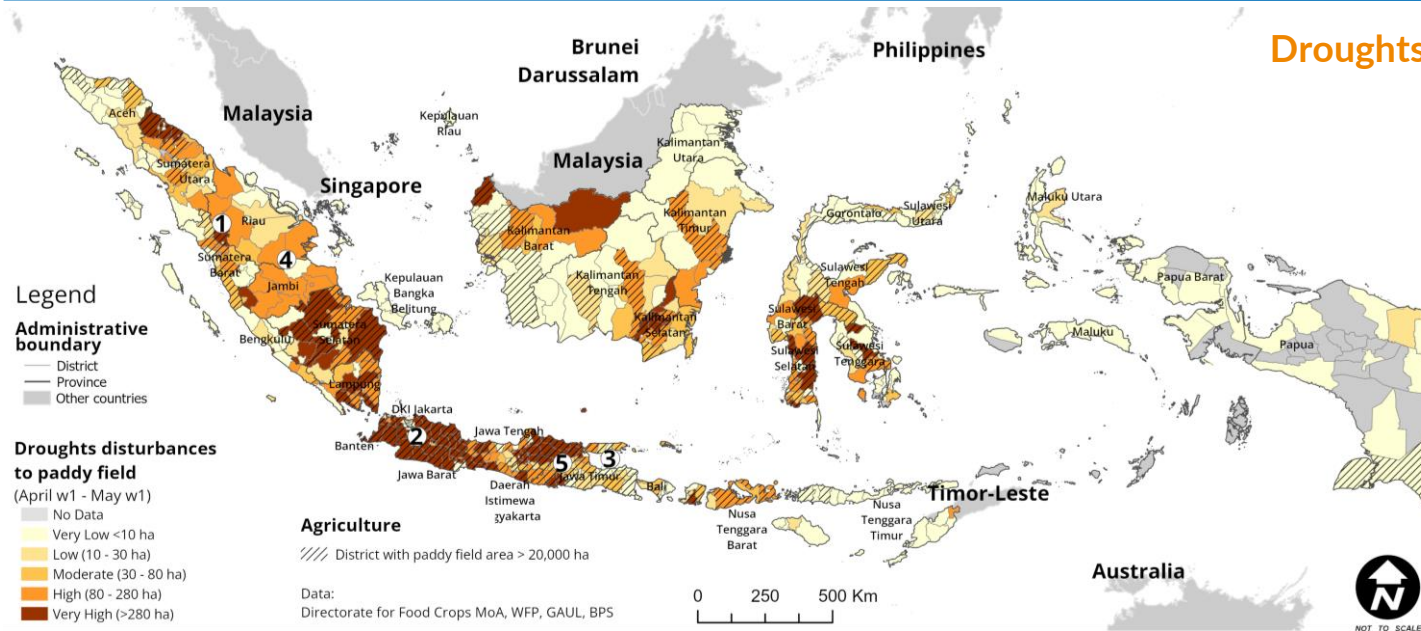 Droughts
Brunei
Darussalam
Philippines
Malaysia
Kepulauan
Riau
Aceh
Malaysia
Kalimantan
Utara
Sumatera
Utara
Singapore
Maluku Utara
Gorontalo
Sulawesi
Utara
1
Riau
Kalimantan
Timur
Kalimantan
Barat
Sumatera
Barat
4
Sulawesi
Tengah
Papua Barat
Kepulauan
Bangka
Belitung
Jambi
Kalimantan
Tengah
Sulawesi
Barat
Kalimantan
Selatan
Sumatera
Selatan
Bengkulu
Maluku
Papua
Sulawesi
Selatan
Sulawesi
Tenggara
Lampung
DKI Jakarta
Banten
2
Jawa Barat
Jawa Tengah
5
3
Jawa Timur
Daerah
Istimewa
gyakarta
Bali
Nusa
Tenggara
Barat
Nusa
Tenggara
Timur
Timor-Leste
Australia
Legend
Administrative
boundary
District
Province
Other countries
Droughts disturbances
to paddy field
(April w1 - May w1)
No Data
Very Low <10 ha
Low (10 - 30 ha)
Moderate (30 - 80 ha)
High (80 - 280 ha)
Very High (>280 ha)
Agriculture
District with paddy field area > 20,000 ha
Data:
Directorate for Food Crops MoA, WFP, GAUL, BPS
0 250 500 Km
N
NOT TO SCALE